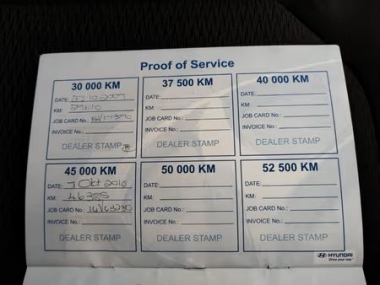 Proof of Service
30 000 KM
DATE:
KM:
JOB CARD No.:
INVOICE No.:
DEALER STAMP
37 500 KM
DATE:
KM:
JOB CARD No.:
INVOICE No.:
DEALER STAMP
40 000 KM
DATE:
KM:
JOB CARD No.:
INVOICE No.:
DEALER STAMP
45 000 KM
DATE: 7 Okt 2010
KM:
JOB CARD No.:
INVOICE No.:
DEALER STAMP
50 000 KM
DATE:
KM:
JOB CARD No.:
INVOICE No.:
DEALER STAMP
52 500 KM
DATE:
KM:
JOB CARD No.:
INVOICE No.:
DEALER STAMP
HYUNDAI